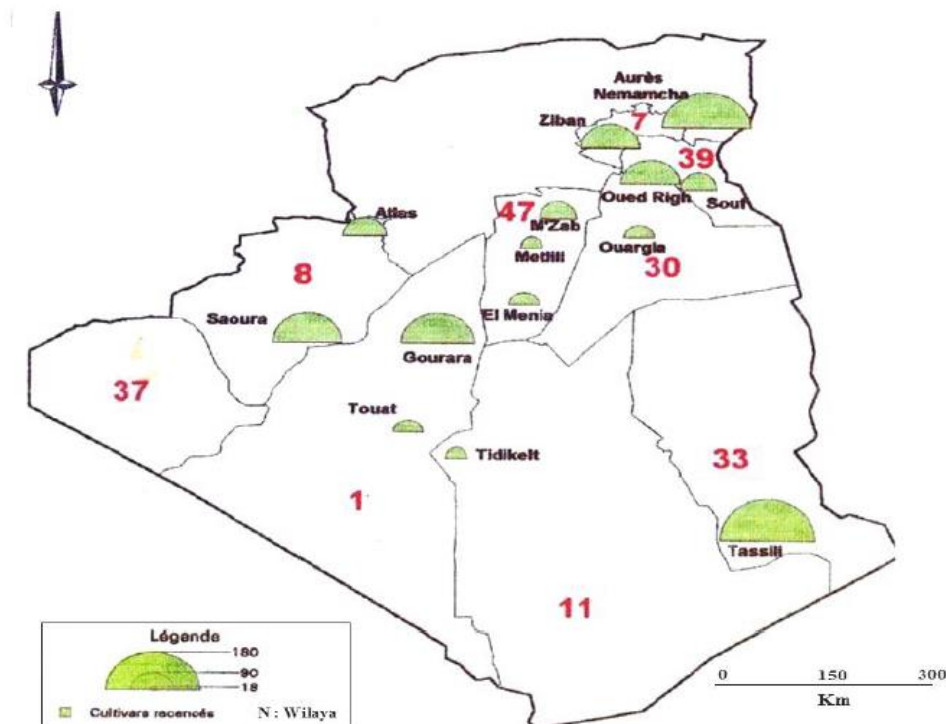 Aurès
Nemamcha
7
Ziban
39
Oued Righ
Souf
47
M'Zab
Atlas
Metlili
Ouargla
30
8
El Menia
Saoura
Gourara
37
Touat
Tidikelt
33
1
Tassili
11
Légende
180
90
18
Cultivars recencés N : Wilaya
0 150 300
Km